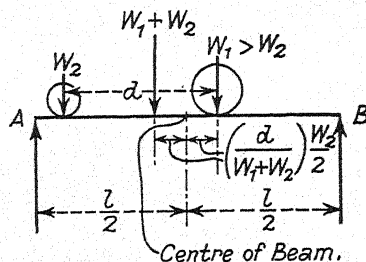 W₁+W₂
W₂
W₁>W₂
d
A
B
(d/(W₁+W₂)) W₂/2
l/2
l/2
Centre of Beam.